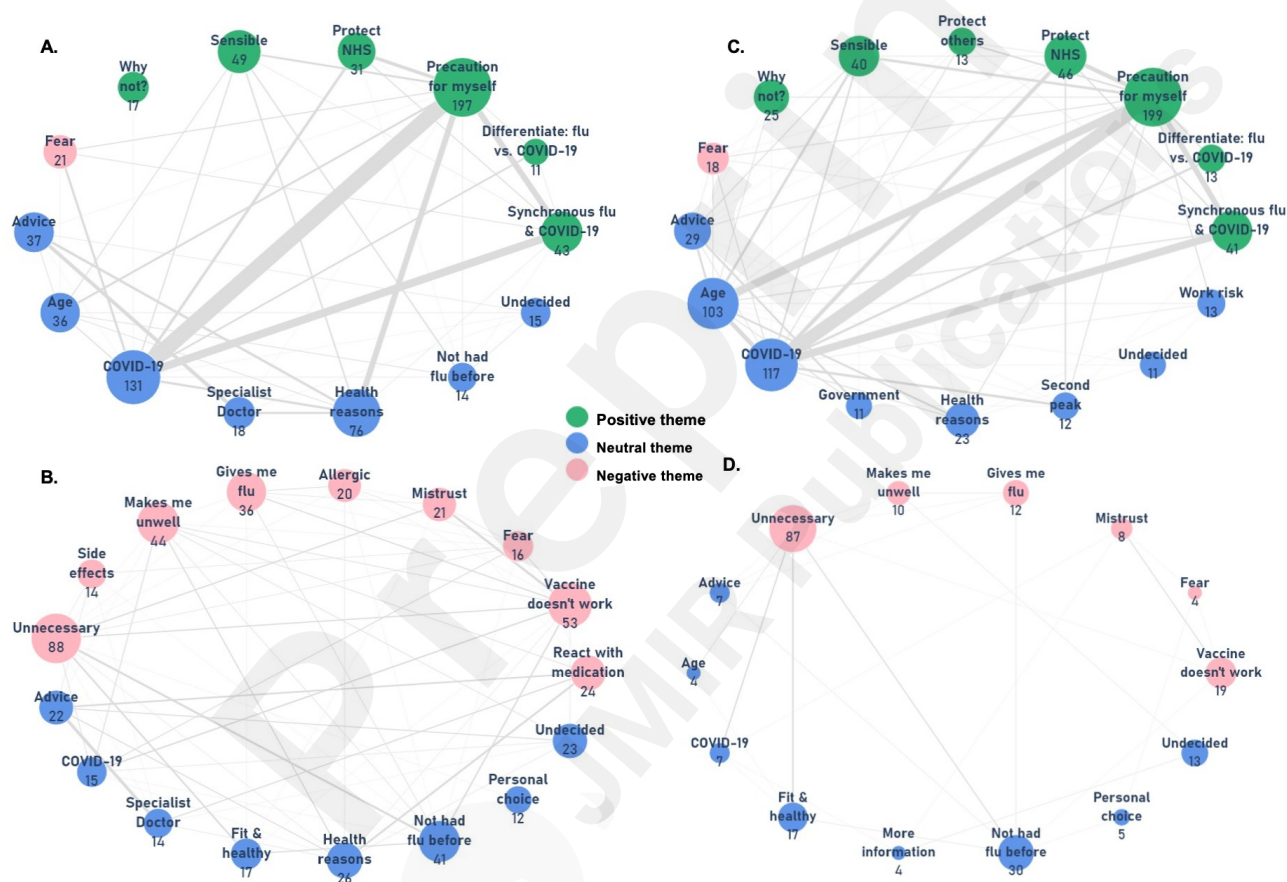 A.
Sensible
49
Protect
NHS
31
Why
not?
17
Precaution
for myself
197
Fear
21
Differentiate: flu
vs. COVID-19
11
Advice
37
Synchronous flu
& COVID-19
43
Age
36
Undecided
15
COVID-19
131
Not had
flu before
14
Specialist
Doctor
18
Health
reasons
76
C.
Sensible
40
Protect
others
13
Protect
NHS
46
Why
not?
25
Precaution
for myself
199
Fear
18
Differentiate: flu
vs. COVID-19
13
Advice
29
Synchronous flu
& COVID-19
41
Age
103
Work risk
13
COVID-19
117
Undecided
11
Government
11
Health
reasons
23
Second
peak
12
Positive theme
Neutral theme
Negative theme
B.
Gives me
flu
36
Allergic
20
Makes me
unwell
44
Mistrust
21
Side
effects
14
Fear
16
Unnecessary
88
Vaccine
doesn't work
53
React with
medication
24
Advice
22
Undecided
23
COVID-19
15
Personal
choice
12
Specialist
Doctor
14
Fit &
healthy
17
Health
reasons
26
Not had
flu before
41
D.
Makes me
unwell
10
Gives me
flu
12
Unnecessary
87
Mistrust
8
Advice
7
Fear
4
Age
4
Vaccine
doesn't work
19
COVID-19
7
Undecided
13
Fit &
healthy
17
Personal
choice
5
More
information
4
Not had
flu before
30
Preprint
JMIR Publications